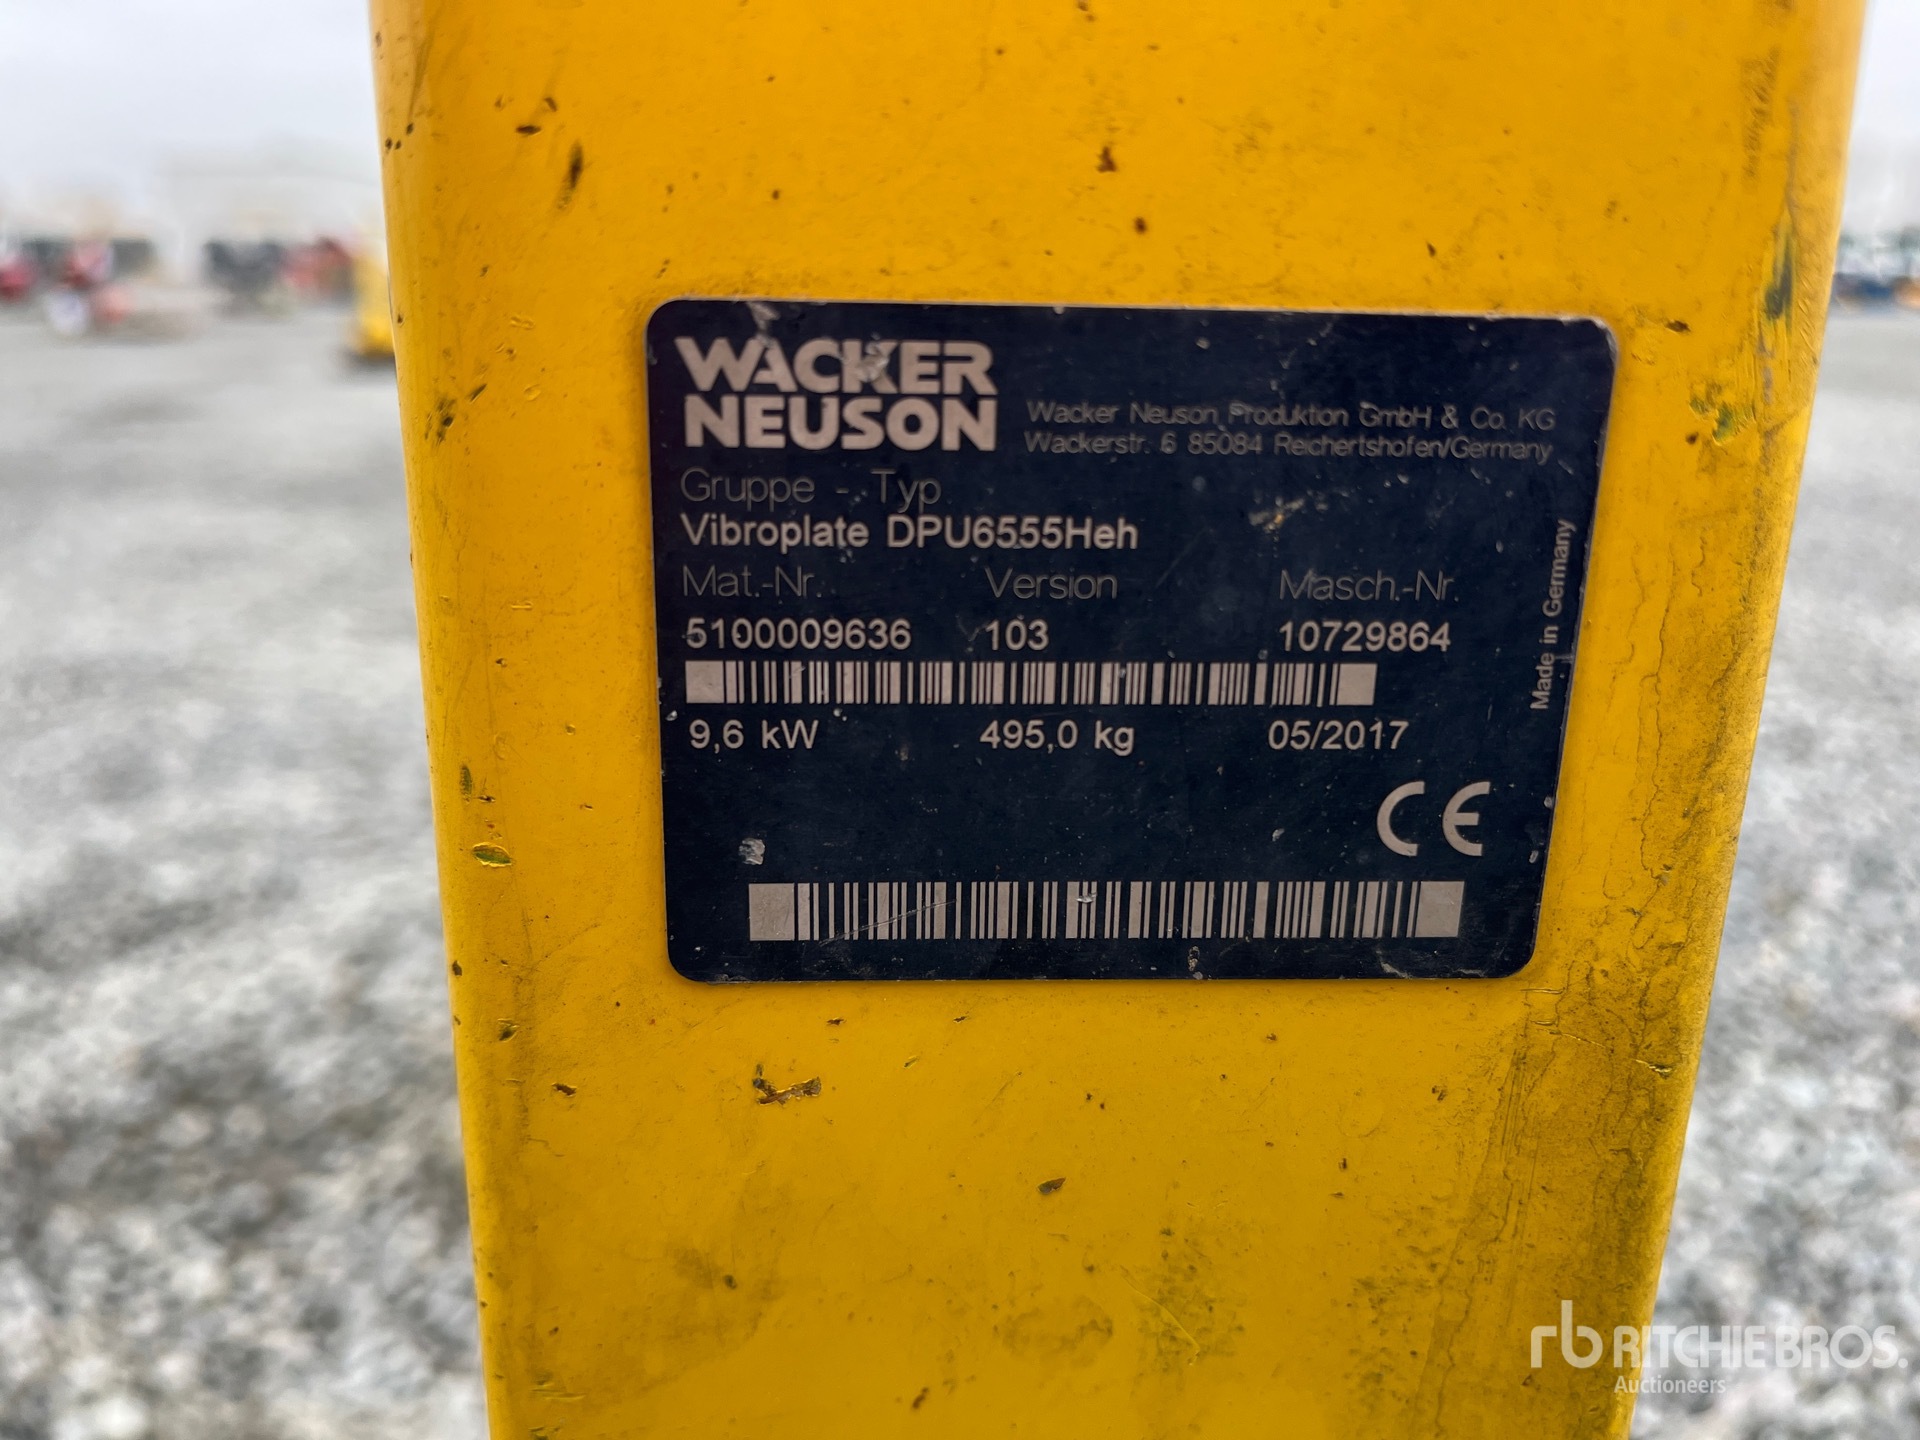 WACKER
NEUSON
Wacker Neuson Produktion GmbH & Co. KG
Wackerstr. 6 85084 Reichertshofen/Germany
Gruppe - Typ
Vibroplate DPU6555Heh
Mat.-Nr. Version Masch.-Nr.
5100009636 103 10729864
9,6 kW 495,0 kg 05/2017
Made in Germany
CE
rb RITCHIE BROS.
Auctioneers